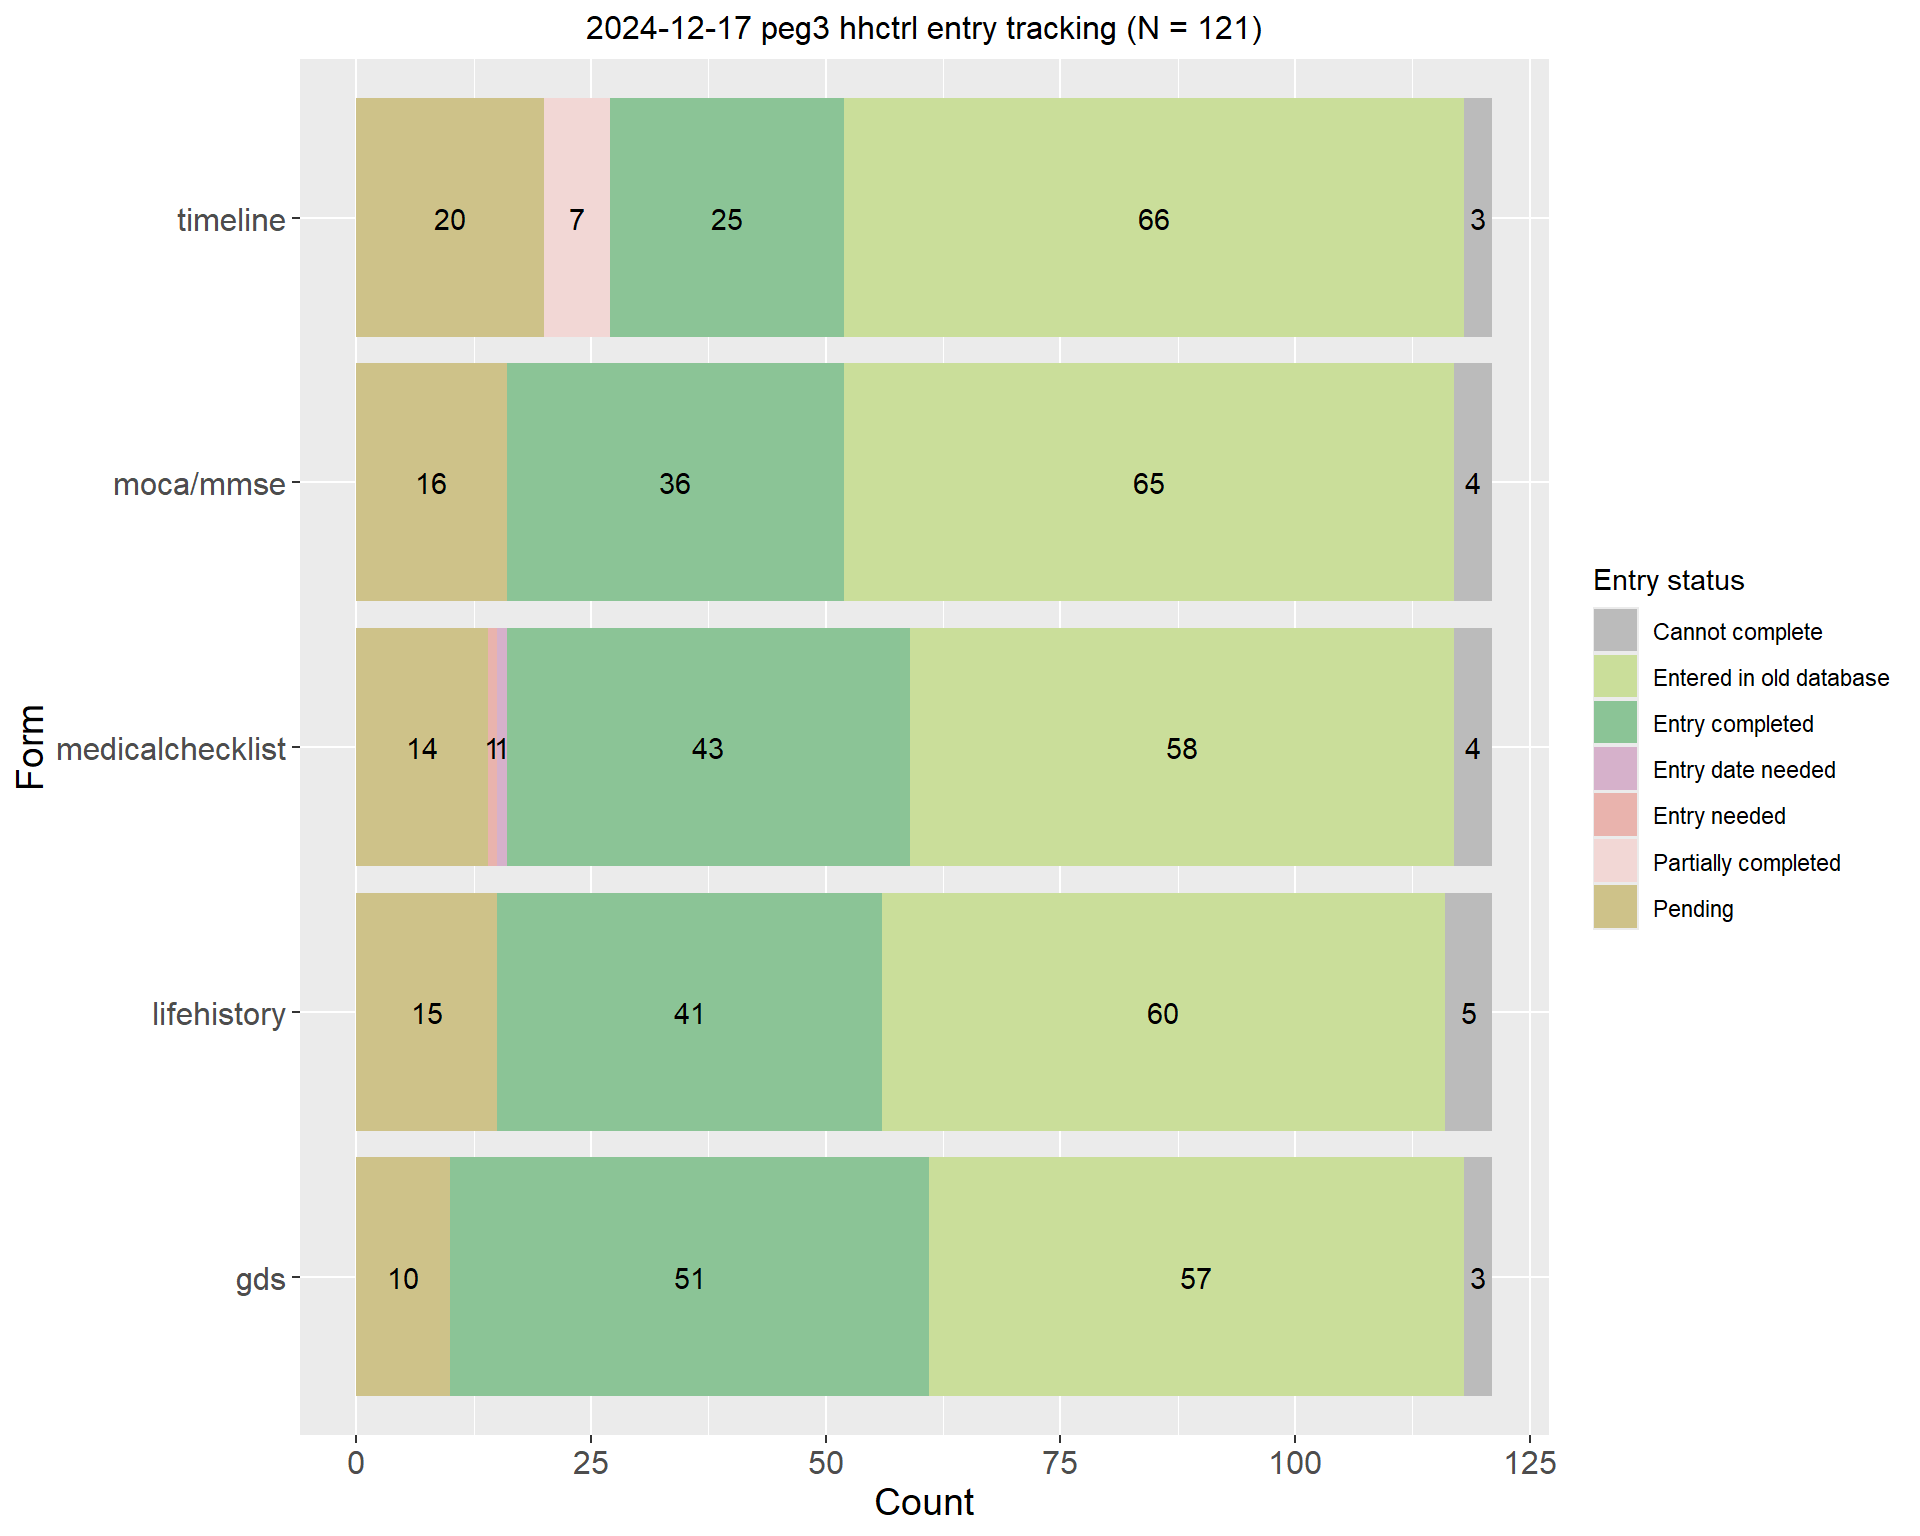 2024-12-17 peg3 hhctrl entry tracking (N = 121)
timeline
20
7
25
66
3
moca/mmse
16
36
65
4
medicalchecklist
14
1
1
43
58
4
lifehistory
15
41
60
5
gds
10
51
57
3
Form
0
25
50
75
100
125
Count
Entry status
Cannot complete
Entered in old database
Entry completed
Entry date needed
Entry needed
Partially completed
Pending